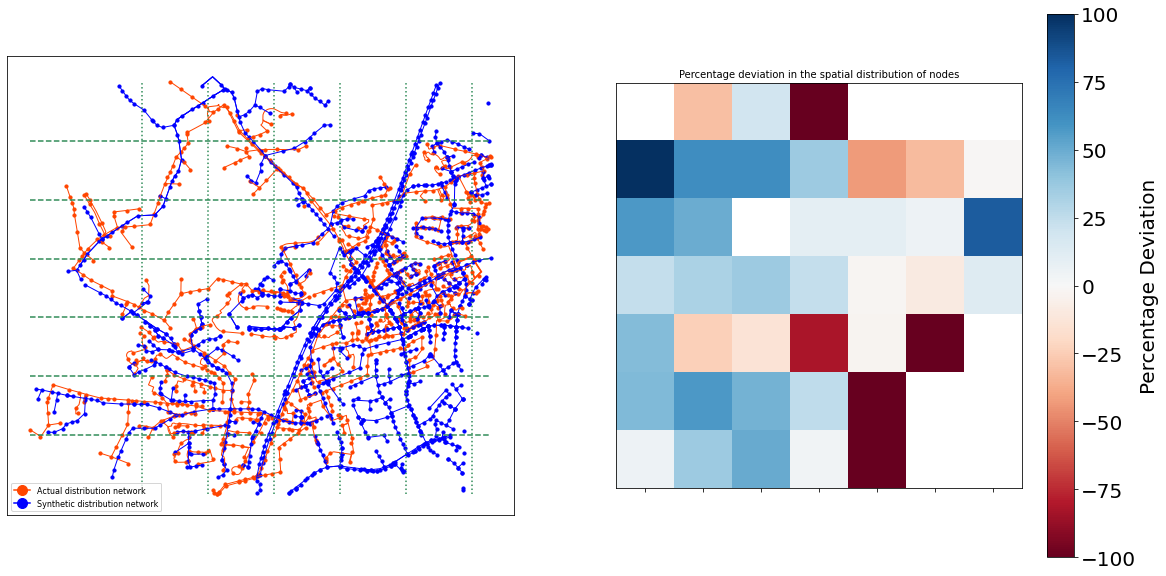 Actual distribution network
Synthetic distribution network
Percentage deviation in the spatial distribution of nodes
100
75
50
25
0
−25
−50
−75
−100
Percentage Deviation